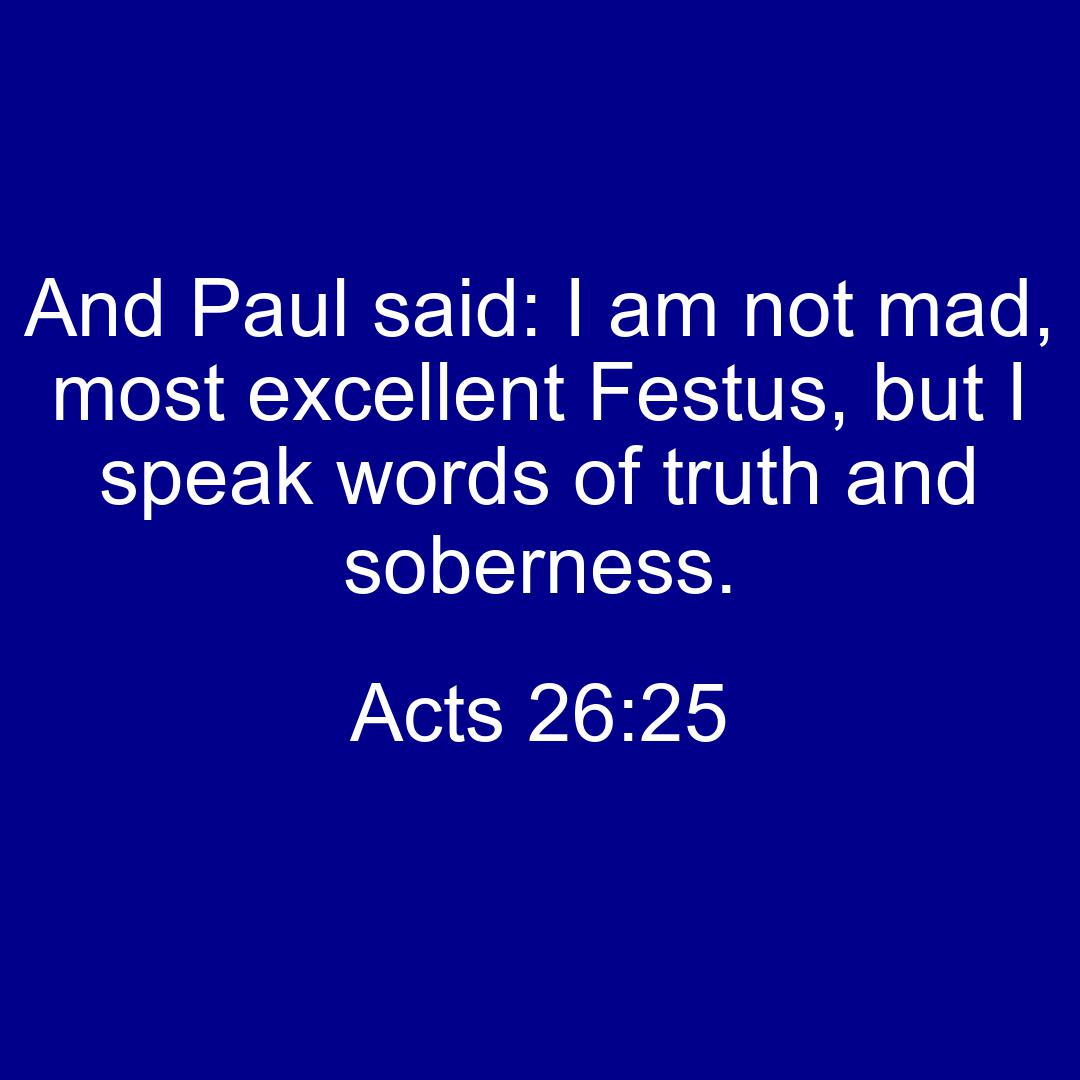 And Paul said: I am not mad,
most excellent Festus, but I
speak words of truth and
soberness.
Acts 26:25